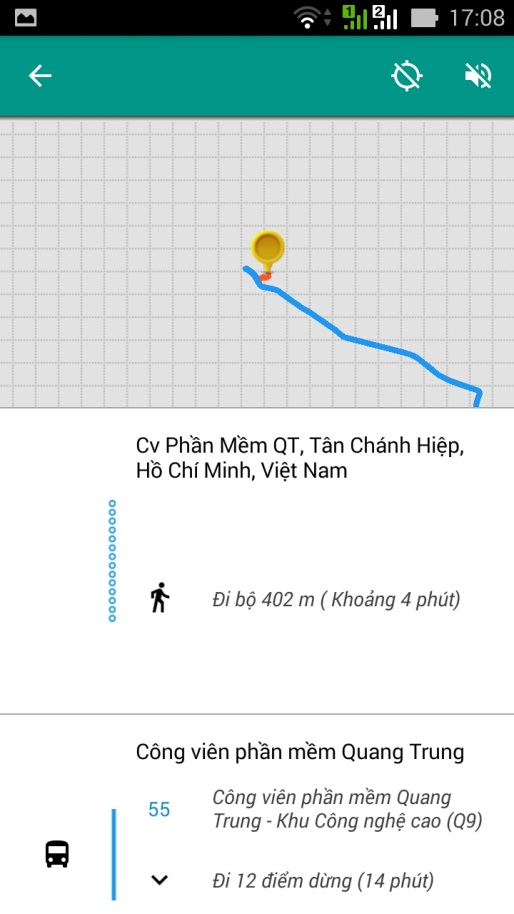 1 2 17:08
Cv Phần Mềm QT, Tân Chánh Hiệp,
Hồ Chí Minh, Việt Nam
Đi bộ 402 m ( Khoảng 4 phút)
Công viên phần mềm Quang Trung
55
Công viên phần mềm Quang
Trung - Khu Công nghệ cao (Q9)
Đi 12 điểm dừng (14 phút)